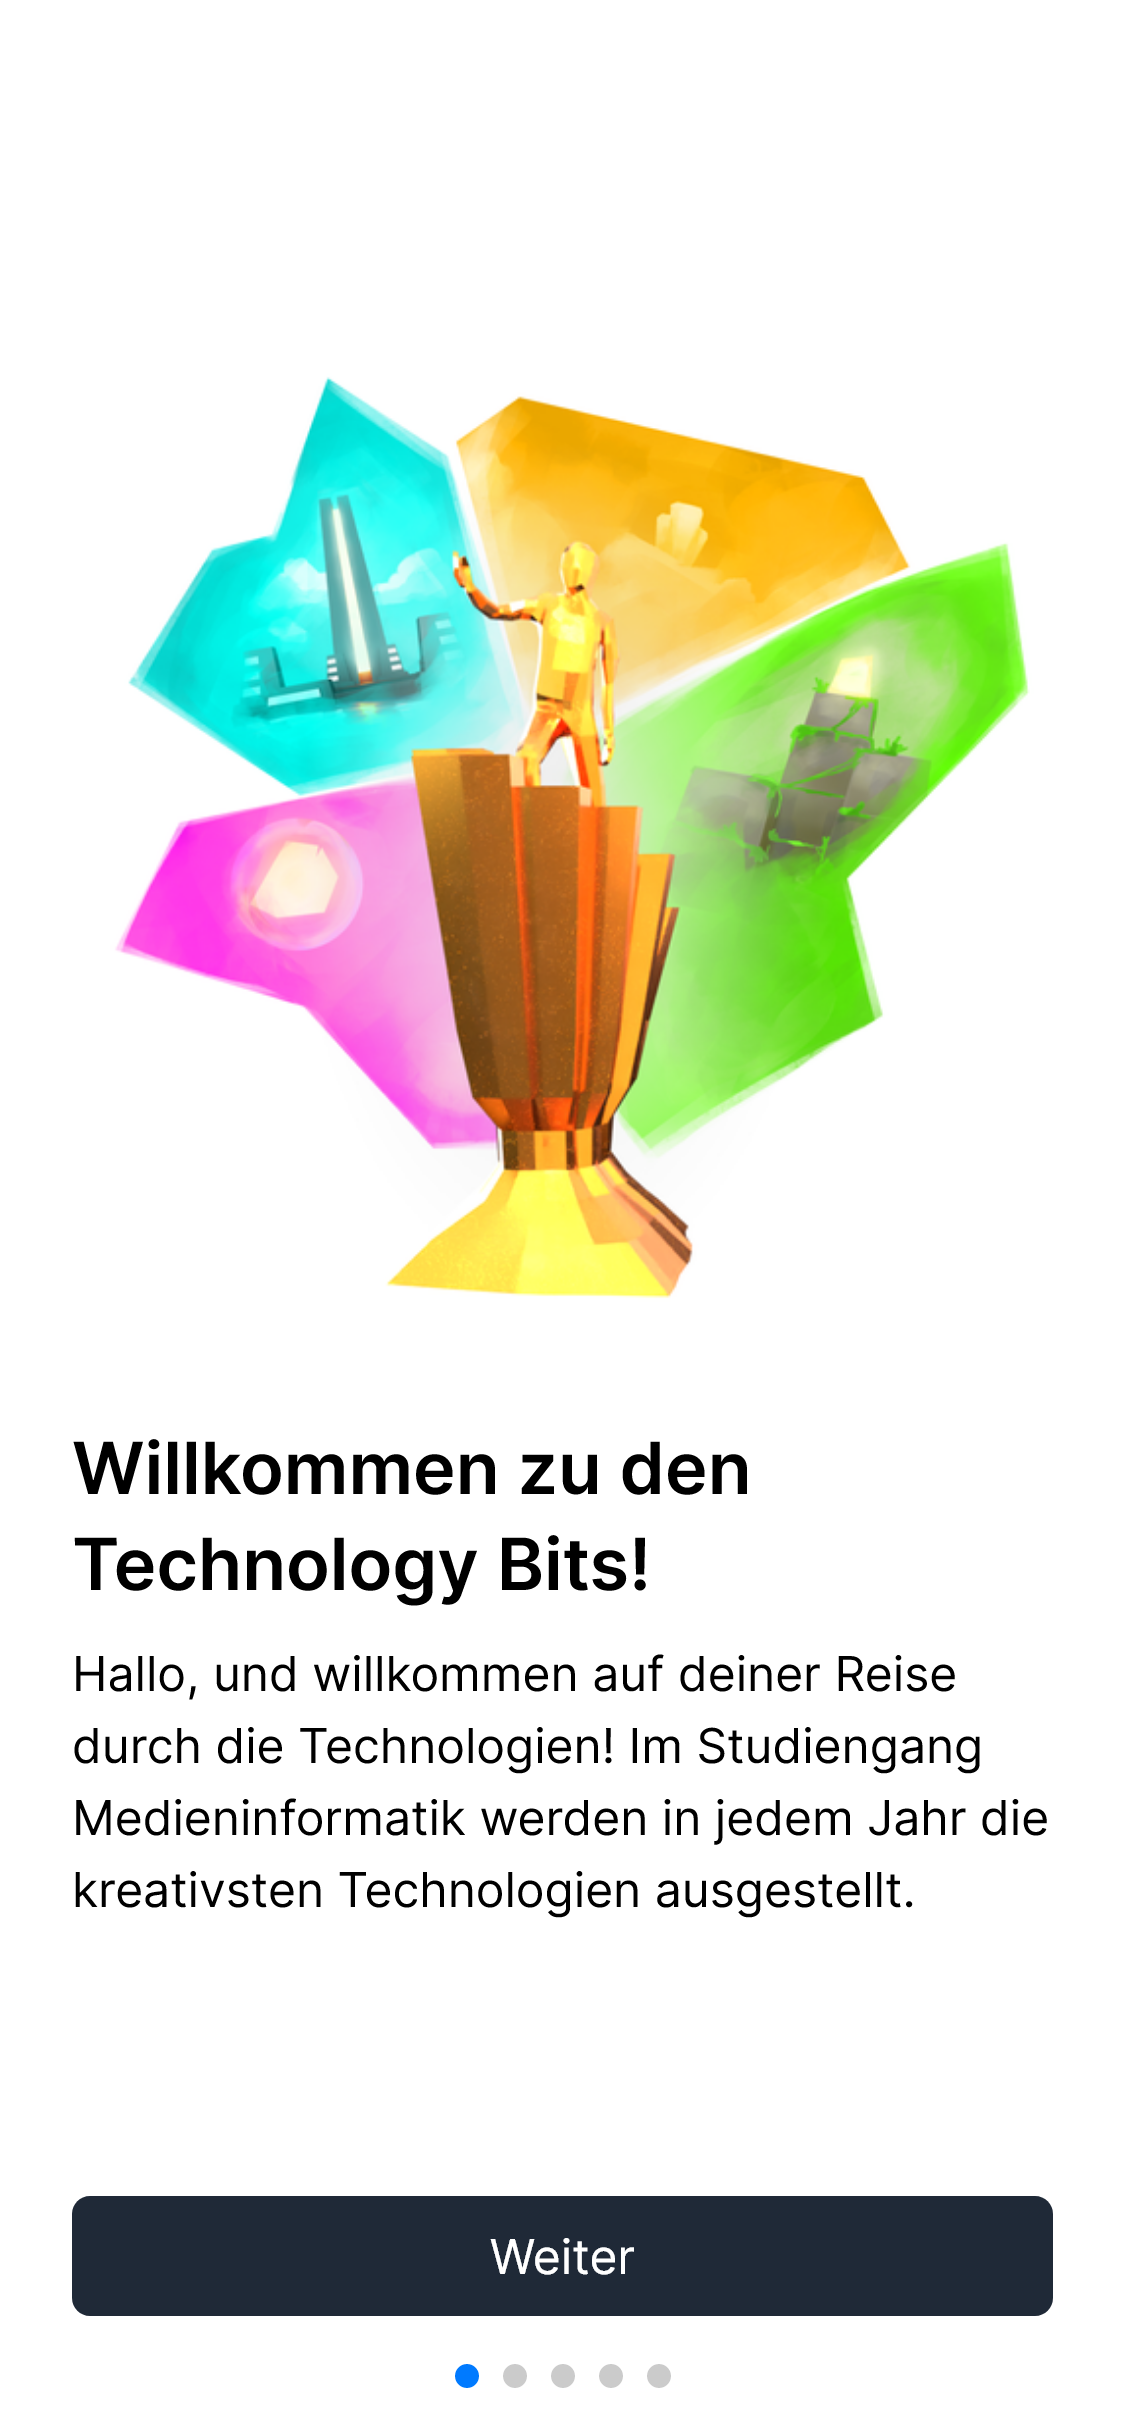 Willkommen zu den
Technology Bits!
Hallo, und willkommen auf deiner Reise
durch die Technologien! Im Studiengang
Medieninformatik werden in jedem Jahr die
kreativsten Technologien ausgestellt.
Weiter